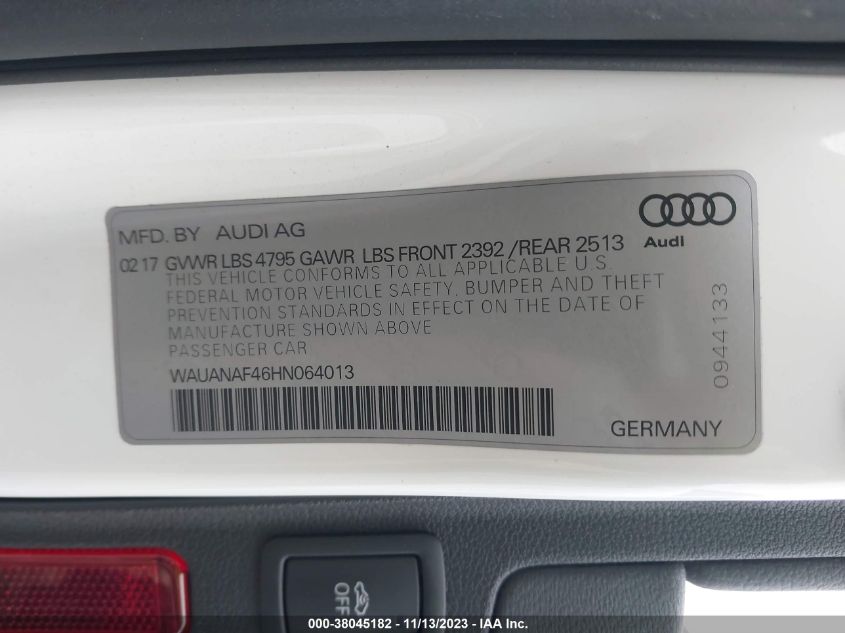 MFD. BY AUDI AG
Audi
02 17 GVWR LBS 4795 GAWR LBS FRONT 2392 /REAR 2513
THIS VEHICLE CONFORMS TO ALL APPLICABLE U.S.
FEDERAL MOTOR VEHICLE SAFETY, BUMPER AND THEFT
PREVENTION STANDARDS IN EFFECT ON THE DATE OF
MANUFACTURE SHOWN ABOVE
PASSENGER CAR
WAUANAF46HN064013
0944133
GERMANY
OFF
000-38045182 - 11/13/2023 - IAA Inc.